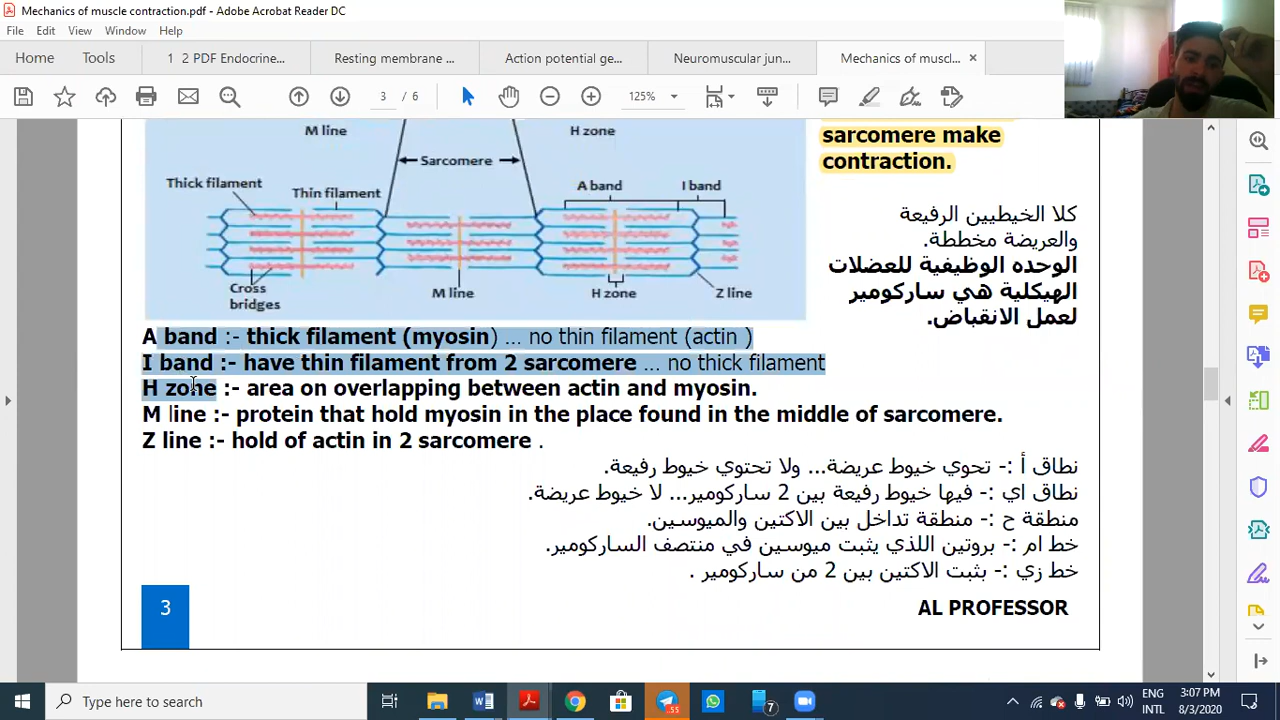 Mechanics of muscle contraction.pdf - Adobe Acrobat Reader DC
File Edit View Window Help
Home Tools 1 2 PDF Endocrine... Resting membrane ... Action potential ge... Neuromuscular jun... Mechanics of muscl... ×
3 / 6 125%
M line H zone
sarcomere make
contraction.
Sarcomere
Thick filament Thin filament A band I band
Cross
bridges
M line H zone Z line
كلا الخيطيين الرفيعة
والعريضة مخططة.
الوحده الوظيفية للعضلات
الهيكلية هي ساركومير
لعمل الانقباض.
A band :- thick filament (myosin) ... no thin filament (actin )
I band :- have thin filament from 2 sarcomere ... no thick filament
H zone :- area on overlapping between actin and myosin.
M line :- protein that hold myosin in the place found in the middle of sarcomere.
Z line :- hold of actin in 2 sarcomere .
نطاق أ :- تحوي خيوط عريضة... ولا تحتوي خيوط رفيعة.
نطاق اي :- فيها خيوط رفيعة بين 2 ساركومير... لا خيوط عريضة.
منطقة ح :- منطقة تداخل بين الاكتين والميوسين.
خط ام :- بروتين اللذي يثبت ميوسين في منتصف الساركومير.
خط زي :- بثبت الاكتين بين 2 من ساركومير .
3
AL PROFESSOR
Type here to search
55
7
ENG
INTL
3:07 PM
8/3/2020